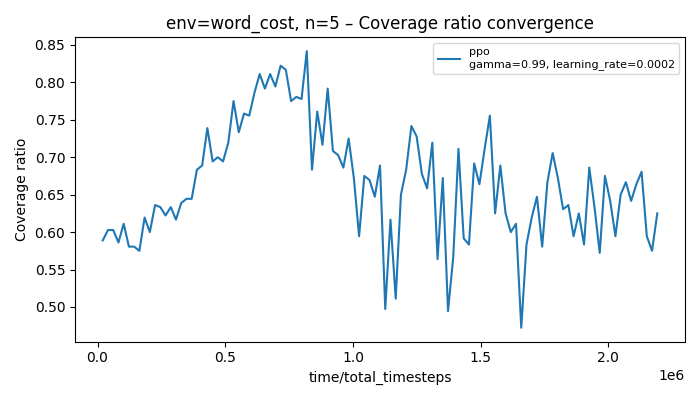 env=word_cost, n=5 – Coverage ratio convergence
ppo
gamma=0.99, learning_rate=0.0002
Coverage ratio
0.85
0.80
0.75
0.70
0.65
0.60
0.55
0.50
0.0 0.5 1.0 1.5 2.0
1e6
time/total_timesteps